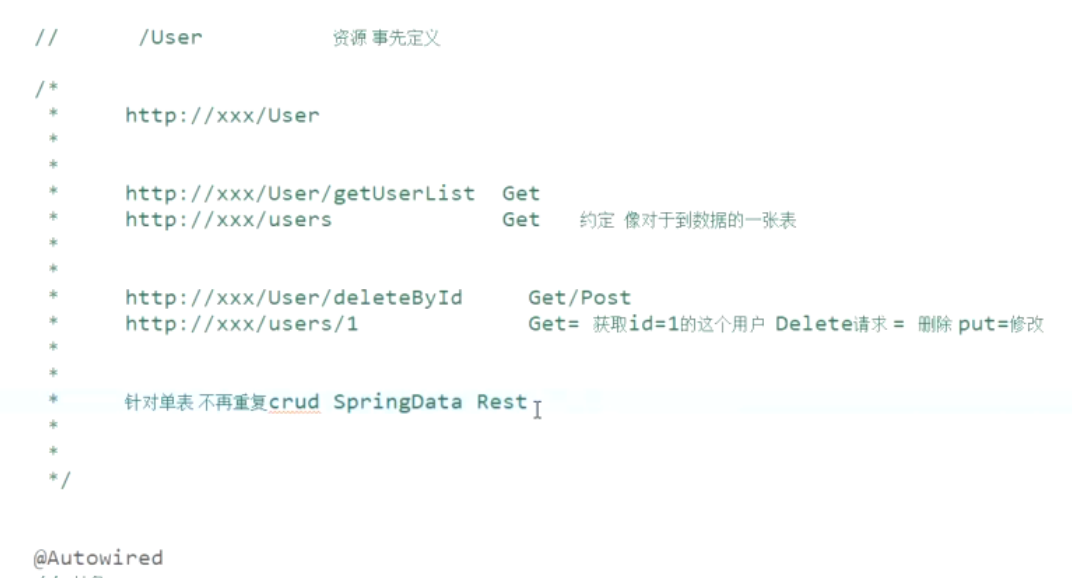 // /User 资源 事先定义
/*
* http://xxx/User
*
*
* http://xxx/User/getUserList Get
* http://xxx/users Get 约定 像对于到数据的一张表
*
*
* http://xxx/User/deleteById Get/Post
* http://xxx/users/1 Get= 获取id=1的这个用户 Delete请求 = 删除 put=修改
*
*
* 针对单表 不再重复crud SpringData Rest
*
*
*/
@Autowired